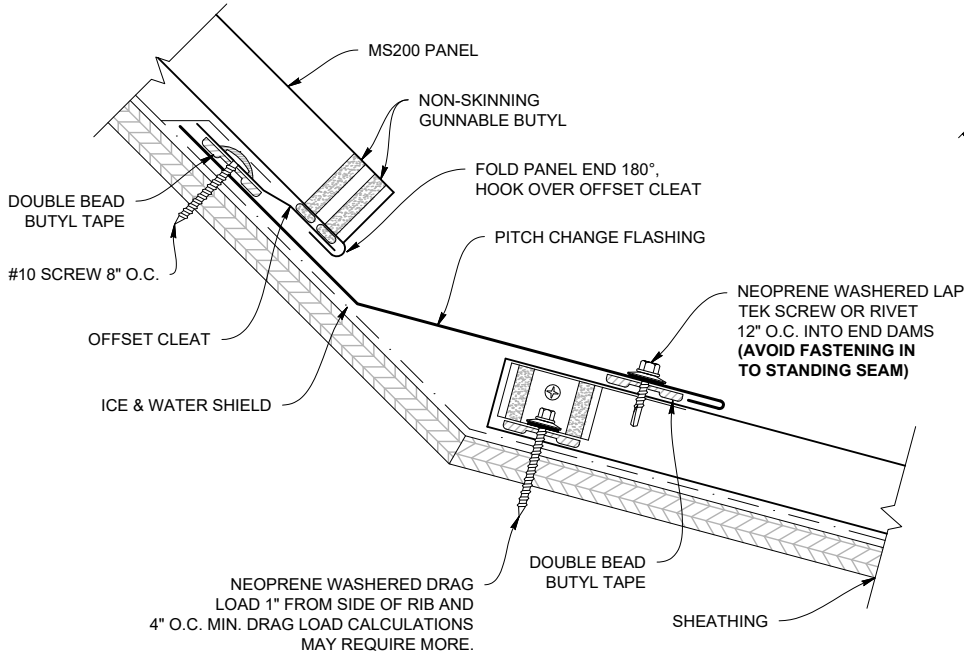 MS200 PANEL
NON-SKINNING
GUNNABLE BUTYL
FOLD PANEL END 180°,
HOOK OVER OFFSET CLEAT
DOUBLE BEAD
BUTYL TAPE
PITCH CHANGE FLASHING
#10 SCREW 8" O.C.
NEOPRENE WASHERED LAP
TEK SCREW OR RIVET
12" O.C. INTO END DAMS
(AVOID FASTENING IN
TO STANDING SEAM)
OFFSET CLEAT
ICE & WATER SHIELD
DOUBLE BEAD
BUTYL TAPE
NEOPRENE WASHERED DRAG
LOAD 1" FROM SIDE OF RIB AND
4" O.C. MIN. DRAG LOAD CALCULATIONS
MAY REQUIRE MORE.
SHEATHING